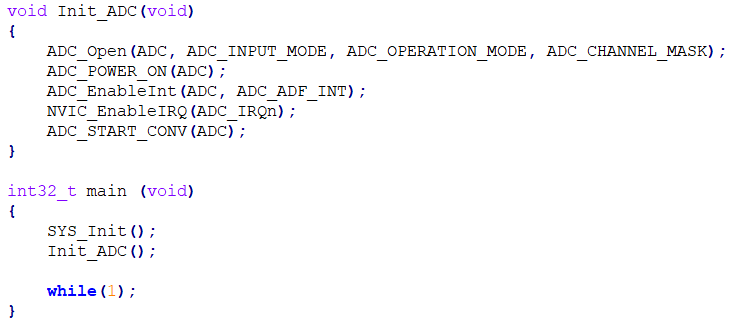 void Init_ADC(void)
{
    ADC_Open(ADC, ADC_INPUT_MODE, ADC_OPERATION_MODE, ADC_CHANNEL_MASK);
    ADC_POWER_ON(ADC);
    ADC_EnableInt(ADC, ADC_ADF_INT);
    NVIC_EnableIRQ(ADC_IRQn);
    ADC_START_CONV(ADC);
}

int32_t main (void)
{
    SYS_Init();
    Init_ADC();

    while(1);
}